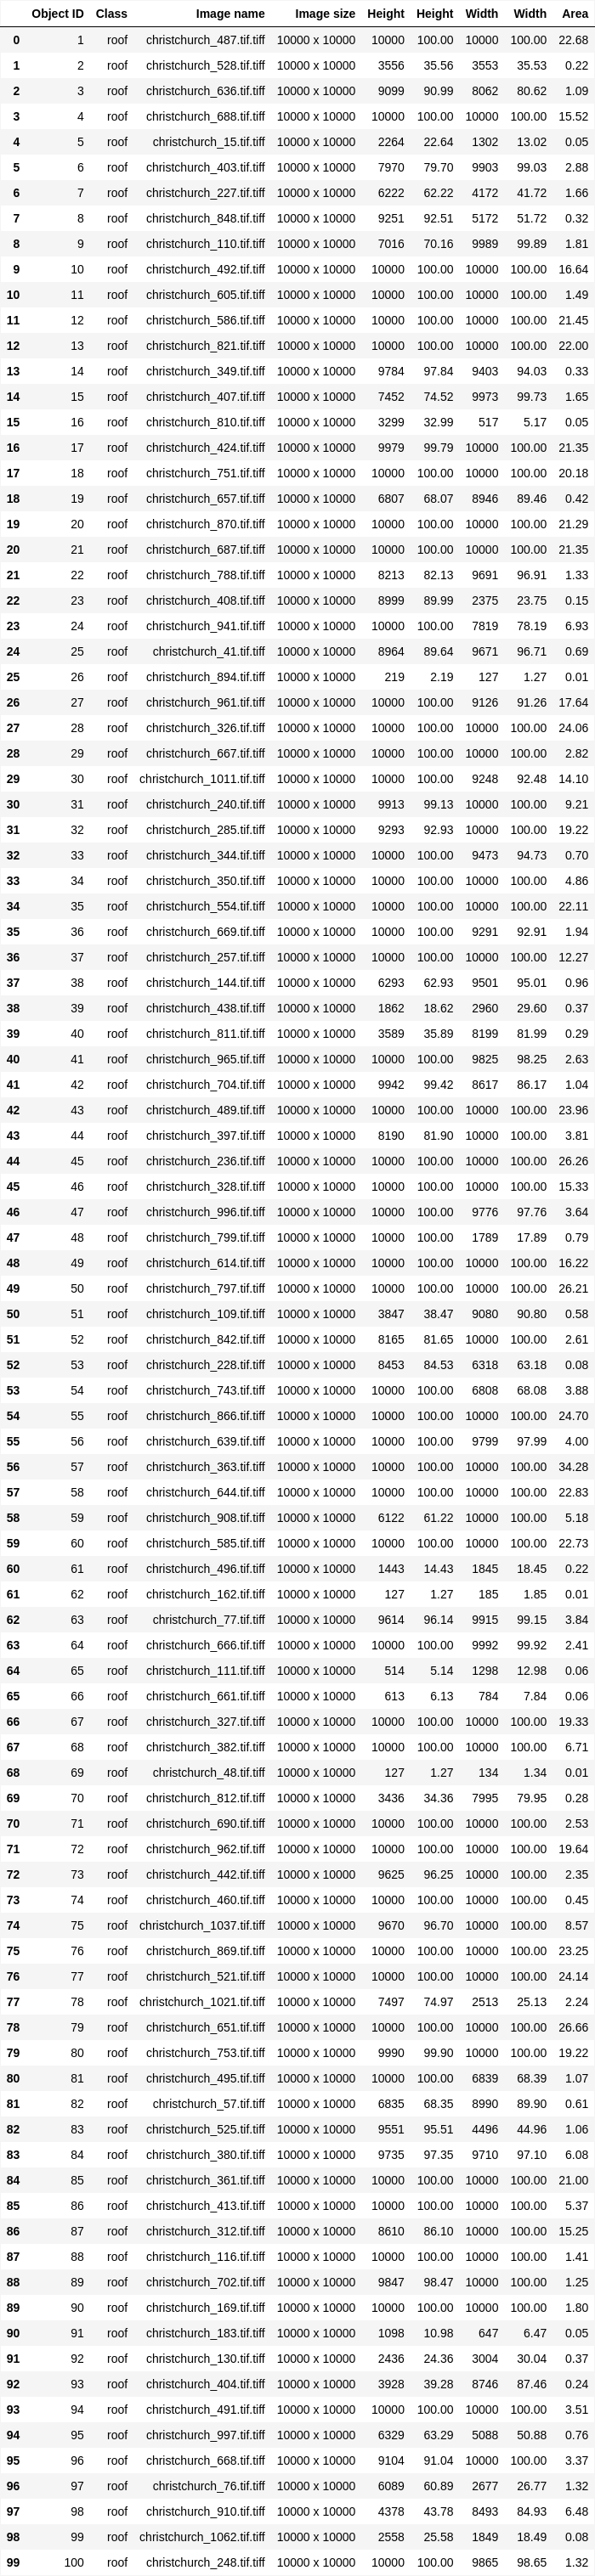 Object ID Class Image name Image size Height Height Width Width Area
0 1 roof christchurch_487.tif.tiff 10000 x 10000 10000 100.00 10000 100.00 22.68
1 2 roof christchurch_528.tif.tiff 10000 x 10000 3556 35.56 3553 35.53 0.22
2 3 roof christchurch_636.tif.tiff 10000 x 10000 9099 90.99 8062 80.62 1.09
3 4 roof christchurch_688.tif.tiff 10000 x 10000 10000 100.00 10000 100.00 15.52
4 5 roof christchurch_15.tif.tiff 10000 x 10000 2264 22.64 1302 13.02 0.05
5 6 roof christchurch_403.tif.tiff 10000 x 10000 7970 79.70 9903 99.03 2.88
6 7 roof christchurch_227.tif.tiff 10000 x 10000 6222 62.22 4172 41.72 1.66
7 8 roof christchurch_848.tif.tiff 10000 x 10000 9251 92.51 5172 51.72 0.32
8 9 roof christchurch_110.tif.tiff 10000 x 10000 7016 70.16 9989 99.89 1.81
9 10 roof christchurch_492.tif.tiff 10000 x 10000 10000 100.00 10000 100.00 16.64
10 11 roof christchurch_605.tif.tiff 10000 x 10000 10000 100.00 10000 100.00 1.49
11 12 roof christchurch_586.tif.tiff 10000 x 10000 10000 100.00 10000 100.00 21.45
12 13 roof christchurch_821.tif.tiff 10000 x 10000 10000 100.00 10000 100.00 22.00
13 14 roof christchurch_349.tif.tiff 10000 x 10000 9784 97.84 9403 94.03 0.33
14 15 roof christchurch_407.tif.tiff 10000 x 10000 7452 74.52 9973 99.73 1.65
15 16 roof christchurch_810.tif.tiff 10000 x 10000 3299 32.99 517 5.17 0.05
16 17 roof christchurch_424.tif.tiff 10000 x 10000 9979 99.79 10000 100.00 21.35
17 18 roof christchurch_751.tif.tiff 10000 x 10000 10000 100.00 10000 100.00 20.18
18 19 roof christchurch_657.tif.tiff 10000 x 10000 6807 68.07 8946 89.46 0.42
19 20 roof christchurch_870.tif.tiff 10000 x 10000 10000 100.00 10000 100.00 21.29
20 21 roof christchurch_687.tif.tiff 10000 x 10000 10000 100.00 10000 100.00 21.35
21 22 roof christchurch_788.tif.tiff 10000 x 10000 8213 82.13 9691 96.91 1.33
22 23 roof christchurch_408.tif.tiff 10000 x 10000 8999 89.99 2375 23.75 0.15
23 24 roof christchurch_941.tif.tiff 10000 x 10000 10000 100.00 7819 78.19 6.93
24 25 roof christchurch_41.tif.tiff 10000 x 10000 8964 89.64 9671 96.71 0.69
25 26 roof christchurch_894.tif.tiff 10000 x 10000 219 2.19 127 1.27 0.01
26 27 roof christchurch_961.tif.tiff 10000 x 10000 10000 100.00 9126 91.26 17.64
27 28 roof christchurch_326.tif.tiff 10000 x 10000 10000 100.00 10000 100.00 24.06
28 29 roof christchurch_667.tif.tiff 10000 x 10000 10000 100.00 10000 100.00 2.82
29 30 roof christchurch_1011.tif.tiff 10000 x 10000 10000 100.00 9248 92.48 14.10
30 31 roof christchurch_240.tif.tiff 10000 x 10000 9913 99.13 10000 100.00 9.21
31 32 roof christchurch_285.tif.tiff 10000 x 10000 9293 92.93 10000 100.00 19.22
32 33 roof christchurch_344.tif.tiff 10000 x 10000 10000 100.00 9473 94.73 0.70
33 34 roof christchurch_350.tif.tiff 10000 x 10000 10000 100.00 10000 100.00 4.86
34 35 roof christchurch_554.tif.tiff 10000 x 10000 10000 100.00 10000 100.00 22.11
35 36 roof christchurch_669.tif.tiff 10000 x 10000 10000 100.00 9291 92.91 1.94
36 37 roof christchurch_257.tif.tiff 10000 x 10000 10000 100.00 10000 100.00 12.27
37 38 roof christchurch_144.tif.tiff 10000 x 10000 6293 62.93 9501 95.01 0.96
38 39 roof christchurch_438.tif.tiff 10000 x 10000 1862 18.62 2960 29.60 0.37
39 40 roof christchurch_811.tif.tiff 10000 x 10000 3589 35.89 8199 81.99 0.29
40 41 roof christchurch_965.tif.tiff 10000 x 10000 10000 100.00 9825 98.25 2.63
41 42 roof christchurch_704.tif.tiff 10000 x 10000 9942 99.42 8617 86.17 1.04
42 43 roof christchurch_489.tif.tiff 10000 x 10000 10000 100.00 10000 100.00 23.96
43 44 roof christchurch_397.tif.tiff 10000 x 10000 8190 81.90 10000 100.00 3.81
44 45 roof christchurch_236.tif.tiff 10000 x 10000 10000 100.00 10000 100.00 26.26
45 46 roof christchurch_328.tif.tiff 10000 x 10000 10000 100.00 10000 100.00 15.33
46 47 roof christchurch_996.tif.tiff 10000 x 10000 10000 100.00 9776 97.76 3.64
47 48 roof christchurch_799.tif.tiff 10000 x 10000 10000 100.00 1789 17.89 0.79
48 49 roof christchurch_614.tif.tiff 10000 x 10000 10000 100.00 10000 100.00 16.22
49 50 roof christchurch_797.tif.tiff 10000 x 10000 10000 100.00 10000 100.00 26.21
50 51 roof christchurch_109.tif.tiff 10000 x 10000 3847 38.47 9080 90.80 0.58
51 52 roof christchurch_842.tif.tiff 10000 x 10000 8165 81.65 10000 100.00 2.61
52 53 roof christchurch_228.tif.tiff 10000 x 10000 8453 84.53 6318 63.18 0.08
53 54 roof christchurch_743.tif.tiff 10000 x 10000 10000 100.00 6808 68.08 3.88
54 55 roof christchurch_866.tif.tiff 10000 x 10000 10000 100.00 10000 100.00 24.70
55 56 roof christchurch_639.tif.tiff 10000 x 10000 10000 100.00 9799 97.99 4.00
56 57 roof christchurch_363.tif.tiff 10000 x 10000 10000 100.00 10000 100.00 34.28
57 58 roof christchurch_644.tif.tiff 10000 x 10000 10000 100.00 10000 100.00 22.83
58 59 roof christchurch_908.tif.tiff 10000 x 10000 6122 61.22 10000 100.00 5.18
59 60 roof christchurch_585.tif.tiff 10000 x 10000 10000 100.00 10000 100.00 22.73
60 61 roof christchurch_496.tif.tiff 10000 x 10000 1443 14.43 1845 18.45 0.22
61 62 roof christchurch_162.tif.tiff 10000 x 10000 127 1.27 185 1.85 0.01
62 63 roof christchurch_77.tif.tiff 10000 x 10000 9614 96.14 9915 99.15 3.84
63 64 roof christchurch_666.tif.tiff 10000 x 10000 10000 100.00 9992 99.92 2.41
64 65 roof christchurch_111.tif.tiff 10000 x 10000 514 5.14 1298 12.98 0.06
65 66 roof christchurch_661.tif.tiff 10000 x 10000 613 6.13 784 7.84 0.06
66 67 roof christchurch_327.tif.tiff 10000 x 10000 10000 100.00 10000 100.00 19.33
67 68 roof christchurch_382.tif.tiff 10000 x 10000 10000 100.00 10000 100.00 6.71
68 69 roof christchurch_48.tif.tiff 10000 x 10000 127 1.27 134 1.34 0.01
69 70 roof christchurch_812.tif.tiff 10000 x 10000 3436 34.36 7995 79.95 0.28
70 71 roof christchurch_690.tif.tiff 10000 x 10000 10000 100.00 10000 100.00 2.53
71 72 roof christchurch_962.tif.tiff 10000 x 10000 10000 100.00 10000 100.00 19.64
72 73 roof christchurch_442.tif.tiff 10000 x 10000 9625 96.25 10000 100.00 2.35
73 74 roof christchurch_460.tif.tiff 10000 x 10000 10000 100.00 10000 100.00 0.45
74 75 roof christchurch_1037.tif.tiff 10000 x 10000 9670 96.70 10000 100.00 8.57
75 76 roof christchurch_869.tif.tiff 10000 x 10000 10000 100.00 10000 100.00 23.25
76 77 roof christchurch_521.tif.tiff 10000 x 10000 10000 100.00 10000 100.00 24.14
77 78 roof christchurch_1021.tif.tiff 10000 x 10000 7497 74.97 2513 25.13 2.24
78 79 roof christchurch_651.tif.tiff 10000 x 10000 10000 100.00 10000 100.00 26.66
79 80 roof christchurch_753.tif.tiff 10000 x 10000 9990 99.90 10000 100.00 19.22
80 81 roof christchurch_495.tif.tiff 10000 x 10000 10000 100.00 6839 68.39 1.07
81 82 roof christchurch_57.tif.tiff 10000 x 10000 6835 68.35 8990 89.90 0.61
82 83 roof christchurch_525.tif.tiff 10000 x 10000 9551 95.51 4496 44.96 1.06
83 84 roof christchurch_380.tif.tiff 10000 x 10000 9735 97.35 9710 97.10 6.08
84 85 roof christchurch_361.tif.tiff 10000 x 10000 10000 100.00 10000 100.00 21.00
85 86 roof christchurch_413.tif.tiff 10000 x 10000 10000 100.00 10000 100.00 5.37
86 87 roof christchurch_312.tif.tiff 10000 x 10000 8610 86.10 10000 100.00 15.25
87 88 roof christchurch_116.tif.tiff 10000 x 10000 10000 100.00 10000 100.00 1.41
88 89 roof christchurch_702.tif.tiff 10000 x 10000 9847 98.47 10000 100.00 1.25
89 90 roof christchurch_169.tif.tiff 10000 x 10000 10000 100.00 10000 100.00 1.80
90 91 roof christchurch_183.tif.tiff 10000 x 10000 1098 10.98 647 6.47 0.05
91 92 roof christchurch_130.tif.tiff 10000 x 10000 2436 24.36 3004 30.04 0.37
92 93 roof christchurch_404.tif.tiff 10000 x 10000 3928 39.28 8746 87.46 0.24
93 94 roof christchurch_491.tif.tiff 10000 x 10000 10000 100.00 10000 100.00 3.51
94 95 roof christchurch_997.tif.tiff 10000 x 10000 6329 63.29 5088 50.88 0.76
95 96 roof christchurch_668.tif.tiff 10000 x 10000 9104 91.04 10000 100.00 3.37
96 97 roof christchurch_76.tif.tiff 10000 x 10000 6089 60.89 2677 26.77 1.32
97 98 roof christchurch_910.tif.tiff 10000 x 10000 4378 43.78 8493 84.93 6.48
98 99 roof christchurch_1062.tif.tiff 10000 x 10000 2558 25.58 1849 18.49 0.08
99 100 roof christchurch_248.tif.tiff 10000 x 10000 10000 100.00 9865 98.65 1.32